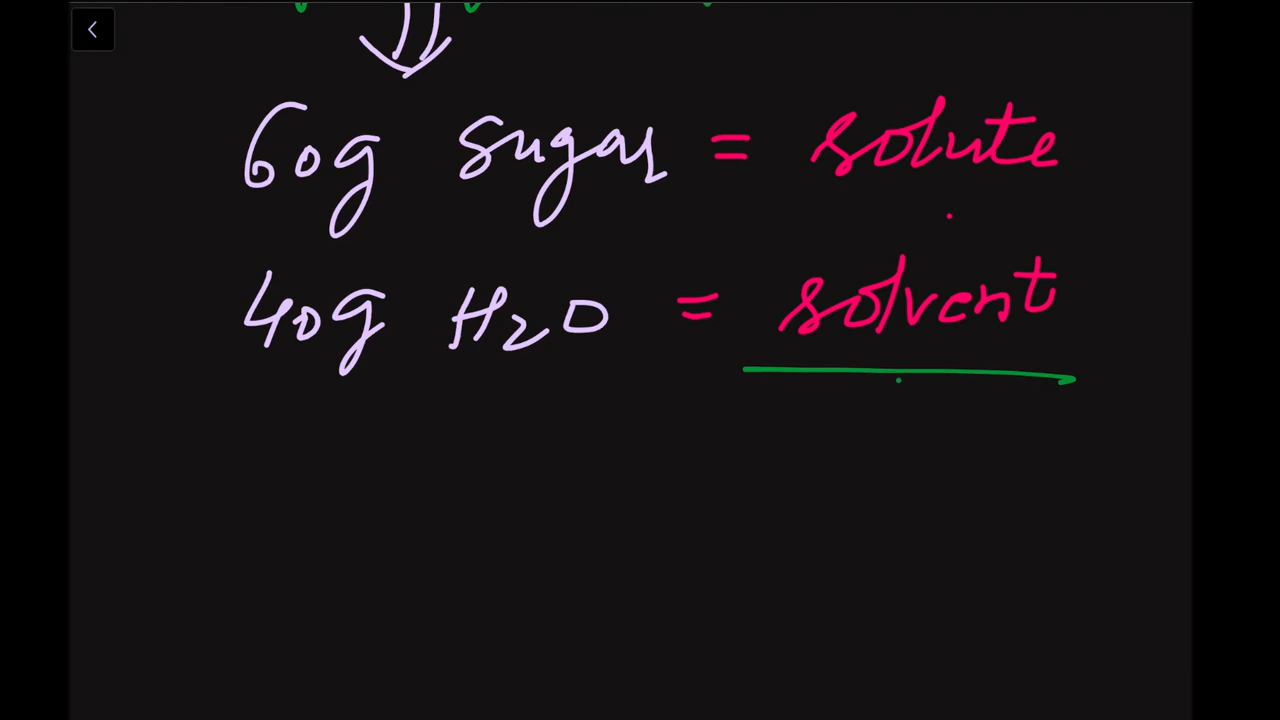 60g sugar = solute
40g H2O = solvent